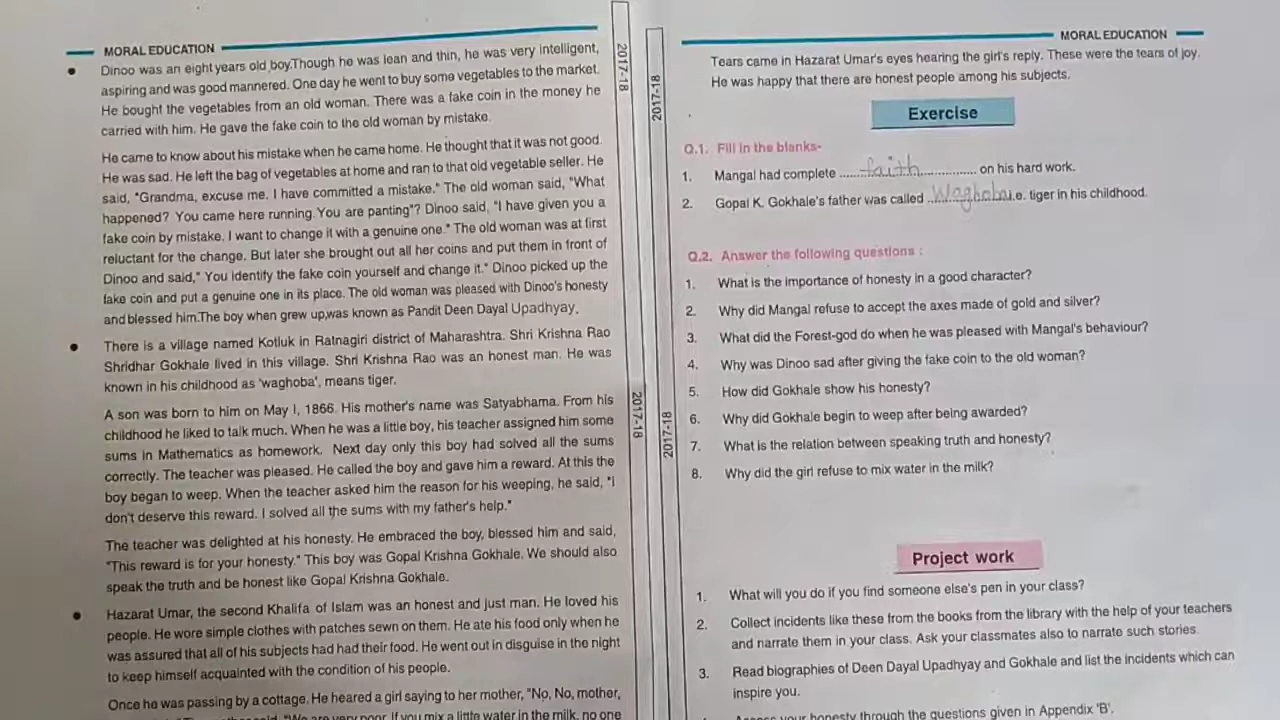 MORAL EDUCATION
• Dinoo was an eight years old boy.Though he was lean and thin, he was very intelligent,
aspiring and was good mannered. One day he went to buy some vegetables to the market.
He bought the vegetables from an old woman. There was a fake coin in the money he
carried with him. He gave the fake coin to the old woman by mistake.
He came to know about his mistake when he came home. He thought that it was not good.
He was sad. He left the bag of vegetables at home and ran to that old vegetable seller. He
said, "Grandma, excuse me. I have committed a mistake." The old woman said, "What
happened? You came here running. You are panting"? Dinoo said, "I have given you a
fake coin by mistake. I want to change it with a genuine one." The old woman was at first
reluctant for the change. But later she brought out all her coins and put them in front of
Dinoo and said," You identify the fake coin yourself and change it." Dinoo picked up the
fake coin and put a genuine one in its place. The old woman was pleased with Dinoo's honesty
and blessed him.The boy when grew up,was known as Pandit Deen Dayal Upadhyay.
• There is a village named Kotluk in Ratnagiri district of Maharashtra. Shri Krishna Rao
Shridhar Gokhale lived in this village. Shri Krishna Rao was an honest man. He was
known in his childhood as 'waghoba', means tiger.
A son was born to him on May I, 1866. His mother's name was Satyabhama. From his
childhood he liked to talk much. When he was a little boy, his teacher assigned him some
sums in Mathematics as homework. Next day only this boy had solved all the sums
correctly. The teacher was pleased. He called the boy and gave him a reward. At this the
boy began to weep. When the teacher asked him the reason for his weeping, he said, "I
don't deserve this reward. I solved all the sums with my father's help."
The teacher was delighted at his honesty. He embraced the boy, blessed him and said,
"This reward is for your honesty." This boy was Gopal Krishna Gokhale. We should also
speak the truth and be honest like Gopal Krishna Gokhale.
• Hazarat Umar, the second Khalifa of Islam was an honest and just man. He loved his
people. He wore simple clothes with patches sewn on them. He ate his food only when he
was assured that all of his subjects had had their food. He went out in disguise in the night
to keep himself acquainted with the condition of his people.
Once he was passing by a cottage. He heared a girl saying to her mother, "No, No, mother,
said, "We are very poor. If you mix a little water in the milk, no one
2017-18
2017-18
2017-18
2017-18
MORAL EDUCATION
Tears came in Hazarat Umar's eyes hearing the girl's reply. These were the tears of joy.
He was happy that there are honest people among his subjects.
Exercise
Q.1. Fill in the blanks-
1. Mangal had complete ........faith................ on his hard work.
2. Gopal K. Gokhale's father was called ....Waghoba....i.e. tiger in his childhood.
Q.2. Answer the following questions :
1. What is the importance of honesty in a good character?
2. Why did Mangal refuse to accept the axes made of gold and silver?
3. What did the Forest-god do when he was pleased with Mangal's behaviour?
4. Why was Dinoo sad after giving the fake coin to the old woman?
5. How did Gokhale show his honesty?
6. Why did Gokhale begin to weep after being awarded?
7. What is the relation between speaking truth and honesty?
8. Why did the girl refuse to mix water in the milk?
Project work
1. What will you do if you find someone else's pen in your class?
2. Collect incidents like these from the books from the library with the help of your teachers
and narrate them in your class. Ask your classmates also to narrate such stories.
3. Read biographies of Deen Dayal Upadhyay and Gokhale and list the incidents which can
inspire you.
your honesty through the questions given in Appendix 'B'.